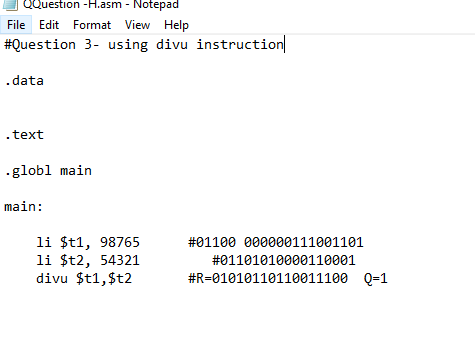 QQuestion -H.asm - Notepad
File Edit Format View Help
#Question 3- using divu instruction
.data
.text
.globl main
main:
li $t1, 98765 #01100 000000111001101
li $t2, 54321 #01101010000110001
divu $t1,$t2 #R=01010110110011100 Q=1